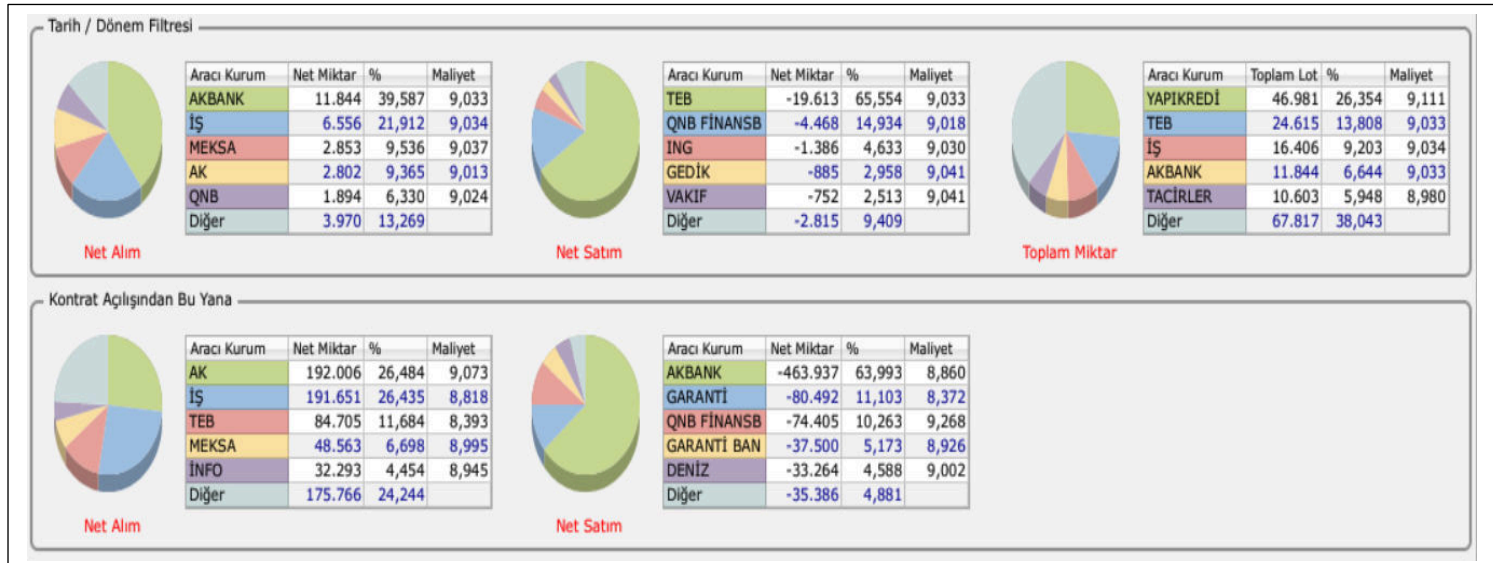 Tarih / Dönem Filtresi
Aracı Kurum Net Miktar % Maliyet
AKBANK 11.844 39,587 9,033
İŞ 6.556 21,912 9,034
MEKSA 2.853 9,536 9,037
AK 2.802 9,365 9,013
QNB 1.894 6,330 9,024
Diğer 3.970 13,269
Net Alım
Aracı Kurum Net Miktar % Maliyet
TEB -19.613 65,554 9,033
QNB FİNANSB -4.468 14,934 9,018
ING -1.386 4,633 9,030
GEDİK -885 2,958 9,041
VAKIF -752 2,513 9,041
Diğer -2.815 9,409
Net Satım
Aracı Kurum Toplam Lot % Maliyet
YAPIKREDİ 46.981 26,354 9,111
TEB 24.615 13,808 9,033
İŞ 16.406 9,203 9,034
AKBANK 11.844 6,644 9,033
TACİRLER 10.603 5,948 8,980
Diğer 67.817 38,043
Toplam Miktar
Kontrat Açılışından Bu Yana
Aracı Kurum Net Miktar % Maliyet
AK 192.006 26,484 9,073
İŞ 191.651 26,435 8,818
TEB 84.705 11,684 8,393
MEKSA 48.563 6,698 8,995
İNFO 32.293 4,454 8,945
Diğer 175.766 24,244
Net Alım
Aracı Kurum Net Miktar % Maliyet
AKBANK -463.937 63,993 8,860
GARANTİ -80.492 11,103 8,372
QNB FİNANSB -74.405 10,263 9,268
GARANTİ BAN -37.500 5,173 8,926
DENİZ -33.264 4,588 9,002
Diğer -35.386 4,881
Net Satım